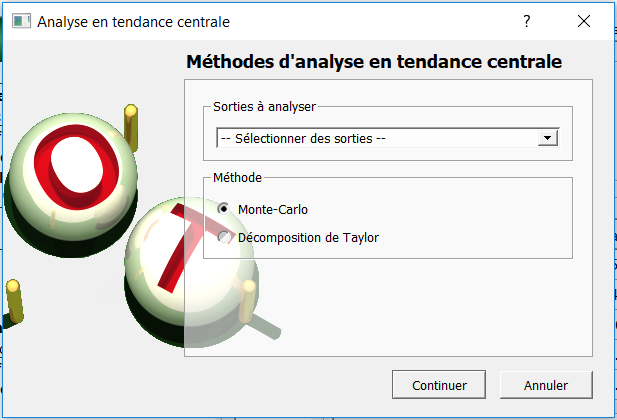 Analyse en tendance centrale
Méthodes d'analyse en tendance centrale
Sorties à analyser
-- Sélectionner des sorties --
Méthode
Monte-Carlo
Décomposition de Taylor
Continuer
Annuler